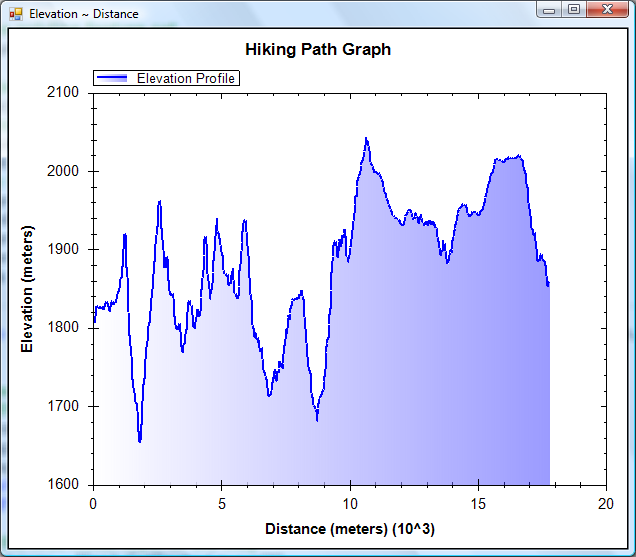 Elevation ~ Distance
Hiking Path Graph
Elevation Profile
2100
2000
1900
1800
1700
1600
Elevation (meters)
0 5 10 15 20
Distance (meters) (10^3)